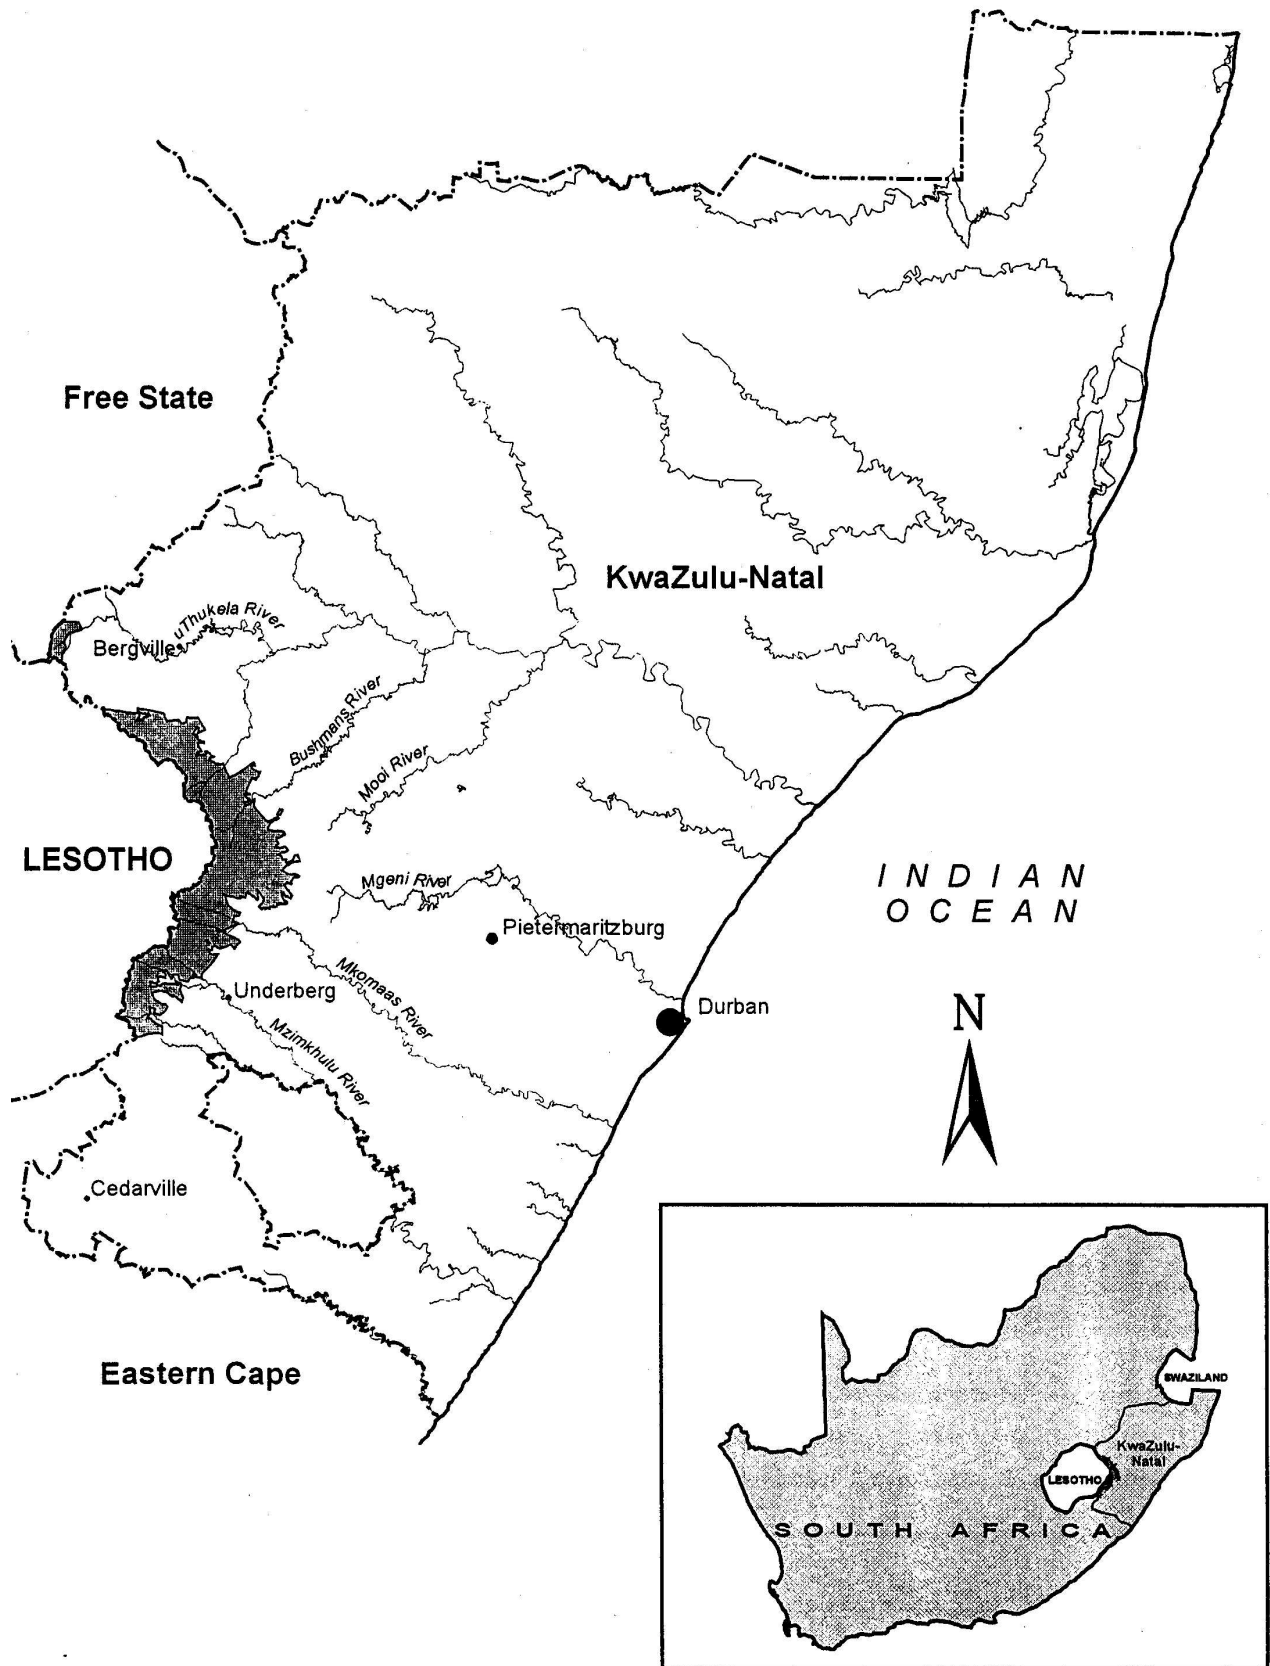 Free State
KwaZulu-Natal
uThukela River
Bergville
Bushmans River
Mooi River
LESOTHO
INDIAN
OCEAN
Mgeni River
Pietermaritzburg
Mkomaas River
Underberg
Durban
N
Mzimkhulu River
Cedarville
Eastern Cape
SWAZILAND
KwaZulu-
Natal
LESOTHO
SOUTH AFRICA